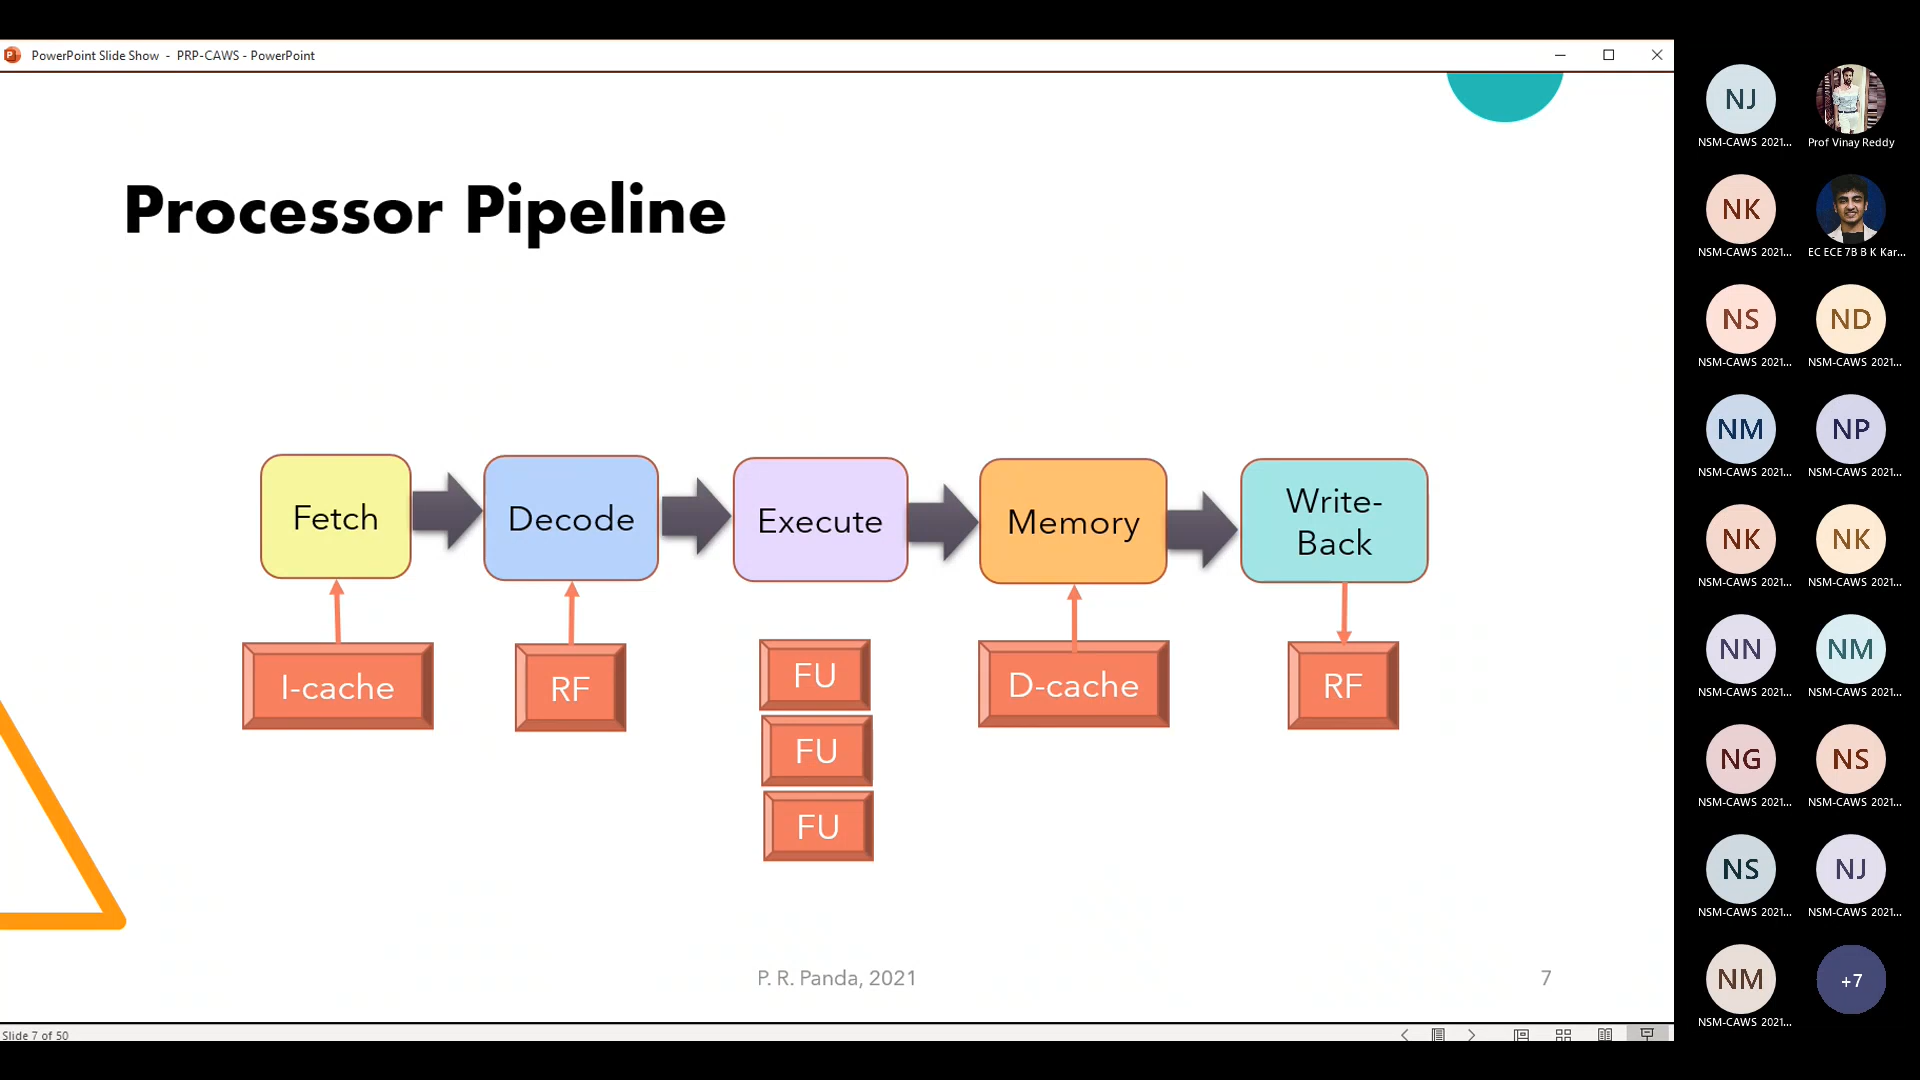 PowerPoint Slide Show - PRP-CAWS - PowerPoint
Processor Pipeline
Fetch
Decode
Execute
Memory
Write-
Back
I-cache
RF
FU
FU
FU
D-cache
RF
P. R. Panda, 2021
7
Slide 7 of 50
NJ
NSM-CAWS 2021...
Prof Vinay Reddy
NK
NSM-CAWS 2021...
EC ECE 7B B K Kar...
NS
NSM-CAWS 2021...
ND
NSM-CAWS 2021...
NM
NSM-CAWS 2021...
NP
NSM-CAWS 2021...
NK
NSM-CAWS 2021...
NK
NSM-CAWS 2021...
NN
NSM-CAWS 2021...
NM
NSM-CAWS 2021...
NG
NSM-CAWS 2021...
NS
NSM-CAWS 2021...
NS
NSM-CAWS 2021...
NJ
NSM-CAWS 2021...
NM
NSM-CAWS 2021...
+7